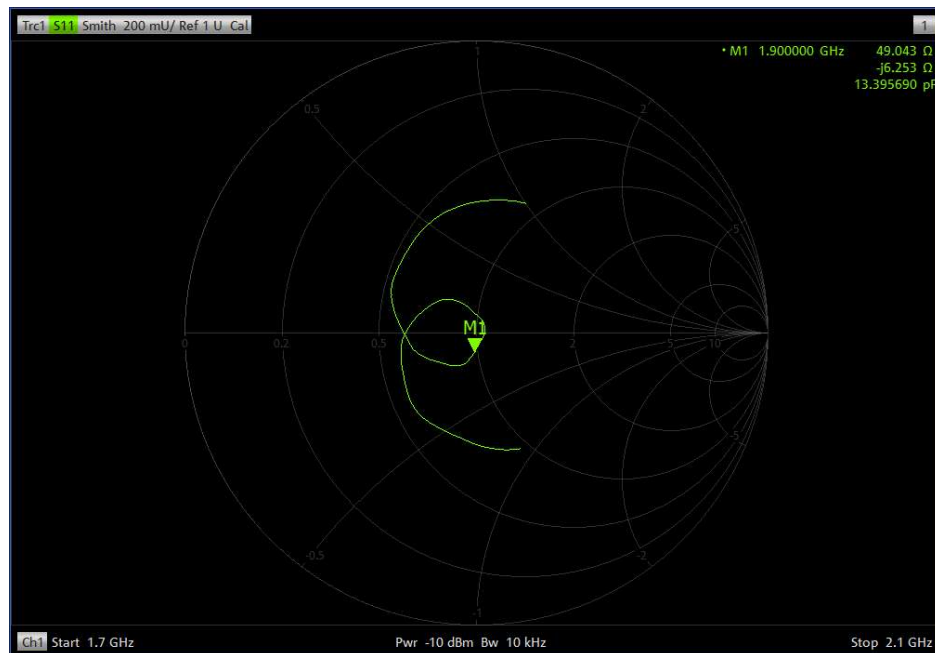 Trc1 S11 Smith 200 mU/ Ref 1 U Cal
1
• M1 1.900000 GHz 49.043 Ω
-j6.253 Ω
13.395690 pF
1
0.5
2
5
M1
0
0.2
0.5
2
5
10
-5
-0.5
-2
-1
Ch1 Start 1.7 GHz
Pwr -10 dBm Bw 10 kHz
Stop 2.1 GHz